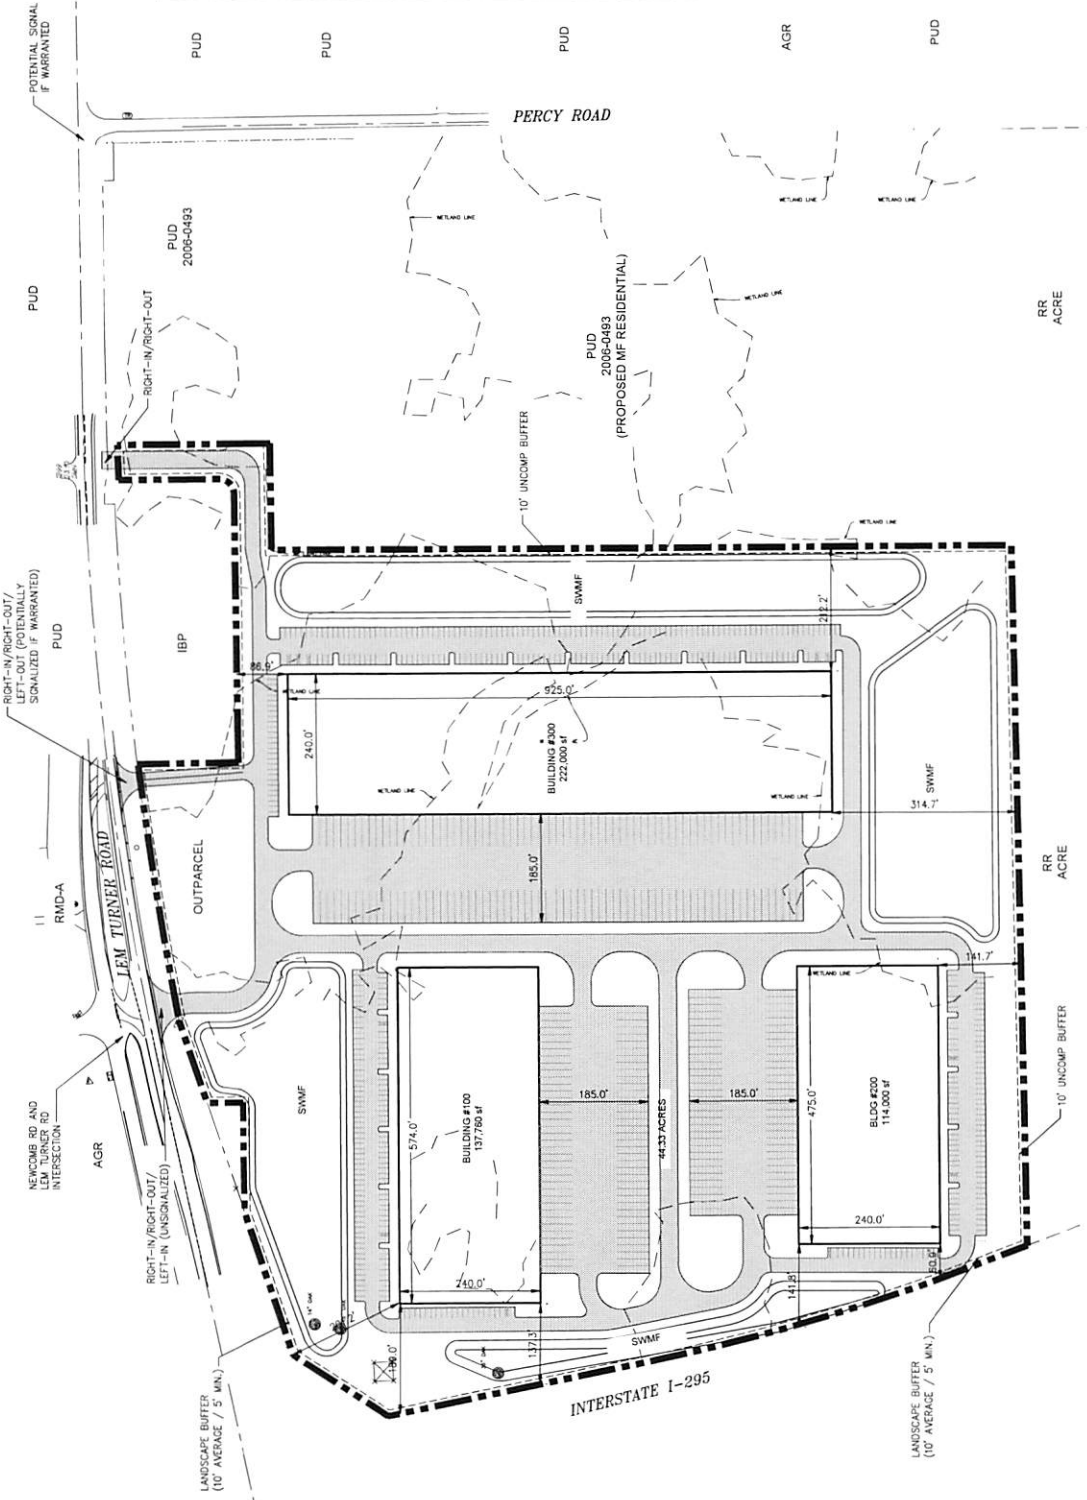 POTENTIAL SIGNAL
IF WARRANTED
PUD
PUD
PUD
AGR
PUD
PERCY ROAD
WETLAND LINE
WETLAND LINE
WETLAND LINE
PUD
2006-0493
PUD
RIGHT-IN/RIGHT-OUT
WETLAND LINE
PUD
2006-0493
(PROPOSED MF RESIDENTIAL)
RR
ACRE
10' UNCOMP BUFFER
WETLAND LINE
RIGHT-IN/RIGHT-OUT/
LEFT-OUT (POTENTIALLY
SIGNALIZED IF WARRANTED)
PUD
IBP
SWMF
212.2'
86.9'
WETLAND LINE
925.0'
240.0'
BUILDING #300
222,000 sf
WETLAND LINE
WETLAND LINE
SWMF
314.7'
RMD-A
LEM TURNER ROAD
OUTPARCEL
185.0'
RR
ACRE
141.7'
WETLAND LINE
NEWCOMB RD AND
LEM TURNER RD
INTERSECTION
AGR
SWMF
574.0'
BUILDING #100
137,760 sf
185.0'
44.33 ACRES
185.0'
475.0'
BLDG #200
114,000 sf
10' UNCOMP BUFFER
RIGHT-IN/RIGHT-OUT/
LEFT-IN (UNSIGNALIZED)
240.0'
240.0'
50.9'
141.8'
137.3'
SWMF
INTERSTATE I-295
LANDSCAPE BUFFER
(10' AVERAGE / 5' MIN.)
LANDSCAPE BUFFER
(10' AVERAGE / 5' MIN.)